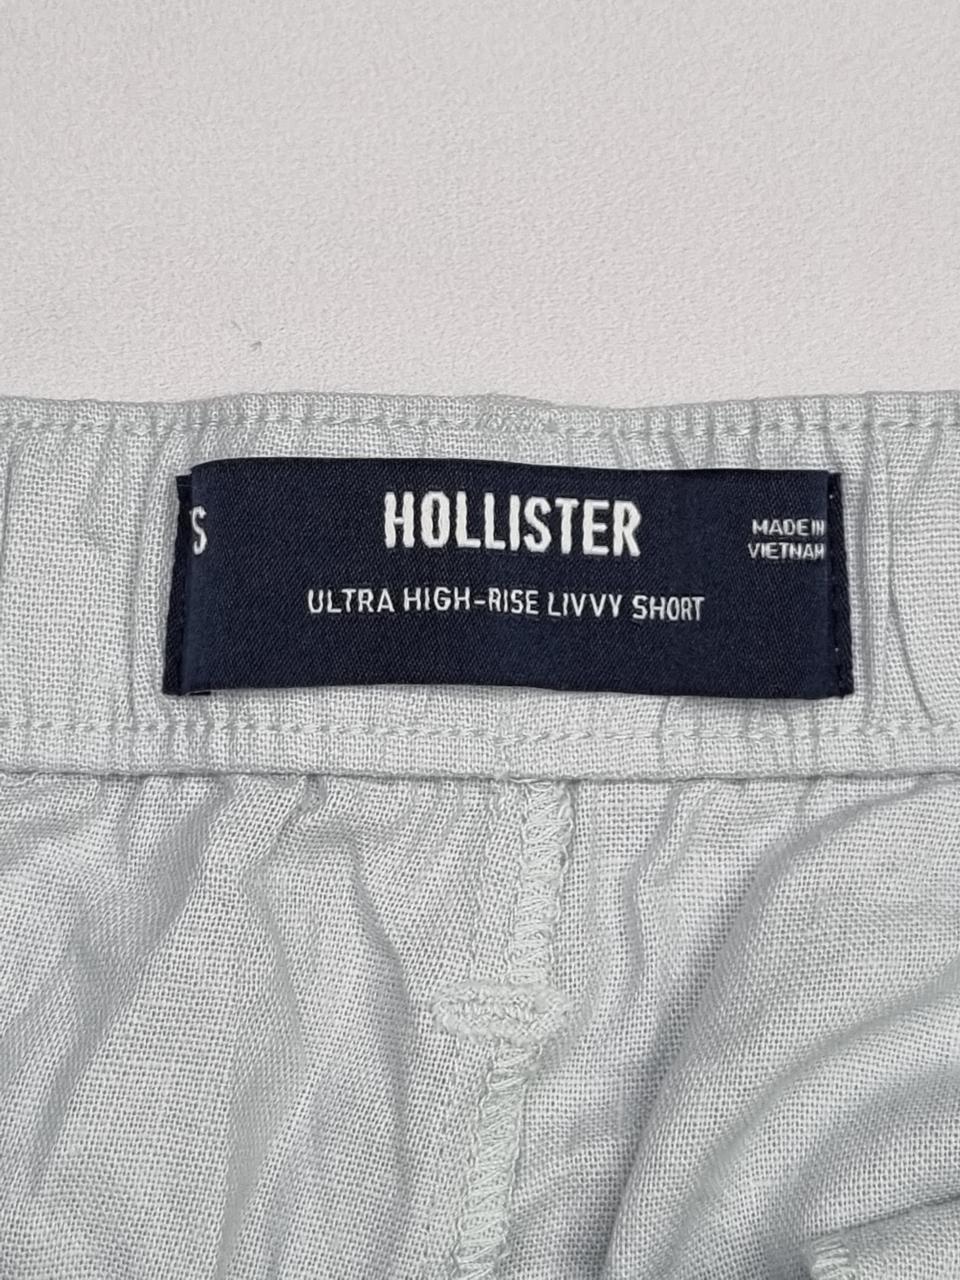 S
HOLLISTER
MADE IN
VIETNAM
ULTRA HIGH-RISE LIVVY SHORT